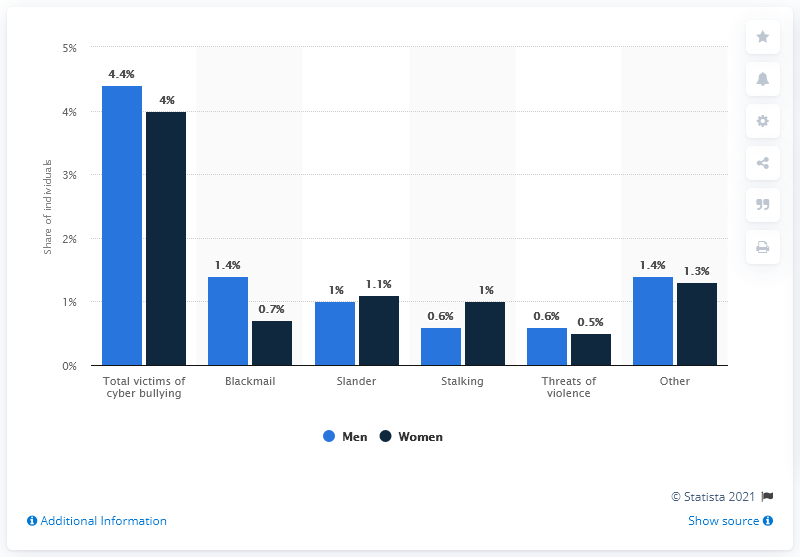 5%
4%
3%
2%
1%
0%
Share of individuals
4.4%
4%
1.4%
0.7%
1%
1.1%
0.6%
1%
0.6%
0.5%
1.4%
1.3%
Total victims of
cyber bullying
Blackmail
Slander
Stalking
Threats of
violence
Other
Men
Women
© Statista 2021
Additional Information
Show source